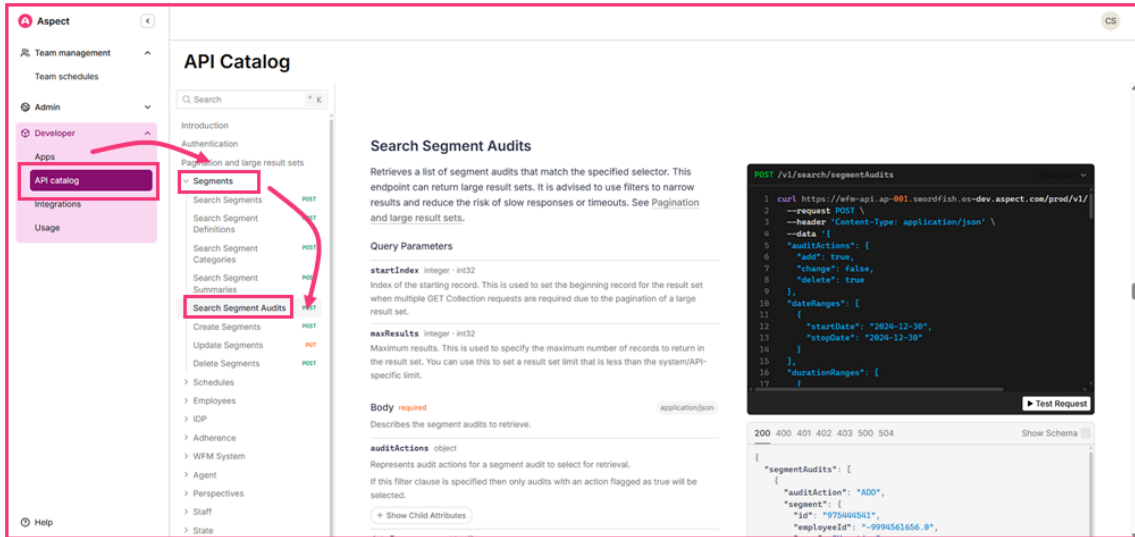 Aspect
CS
Team management
Team schedules
Admin
Developer
Apps
API catalog
Integrations
Usage
Help
API Catalog
Search
^ K
Introduction
Authentication
Pagination and large result sets
Segments
Search Segments POST
Search Segment Definitions POST
Search Segment Categories POST
Search Segment Summaries POST
Search Segment Audits POST
Create Segments POST
Update Segments PUT
Delete Segments POST
Schedules
Employees
IDP
Adherence
WFM System
Agent
Perspectives
Staff
State
Search Segment Audits
Retrieves a list of segment audits that match the specified selector. This
endpoint can return large result sets. It is advised to use filters to narrow
results and reduce the risk of slow responses or timeouts. See Pagination
and large result sets.
Query Parameters
startIndex integer · int32
Index of the starting record. This is used to set the beginning record for the result set
when multiple GET Collection requests are required due to the pagination of a large
result set.
maxResults integer · int32
Maximum results. This is used to specify the maximum number of records to return in
the result set. You can use this to set a result set limit that is less than the system/API-
specific limit.
Body required application/json
Describes the segment audits to retrieve.
auditActions object
Represents audit actions for a segment audit to select for retrieval.
If this filter clause is specified then only audits with an action flagged as true will be
selected.
+ Show Child Attributes
POST /v1/search/segmentAudits
1 curl https://wfm-api.ap-001.swordfish.os-dev.aspect.com/prod/v1/
2 --request POST \
3 --header 'Content-Type: application/json' \
4 --data '{
5 "auditActions": {
6 "add": true,
7 "change": false,
8 "delete": true
9 },
10 "dateRanges": [
11 {
12 "startDate": "2024-12-30",
13 "stopDate": "2024-12-30"
14 }
15 ],
16 "durationRanges": [
17 {
Test Request
200 400 401 402 403 500 504 Show Schema
{
"segmentAudits": [
{
"auditAction": "ADD",
"segment": {
"id": "975444541",
"employeeId": "-9994561656.0",